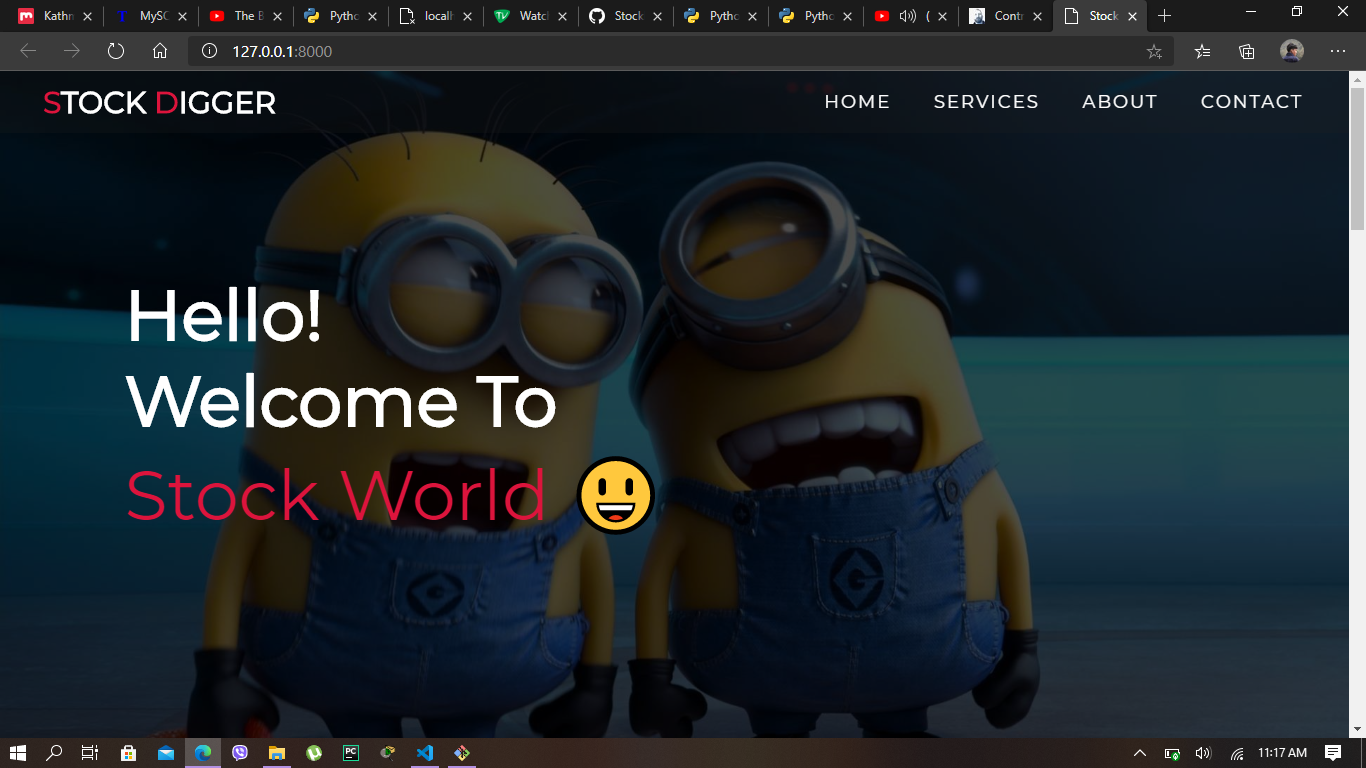 Kathm
MySC
The B
Pytho
localh
Watch
Stock
Pytho
Pytho
(
Contr
Stock
127.0.0.1:8000
STOCK DIGGER
HOME SERVICES ABOUT CONTACT
Hello!
Welcome To
Stock World
G
G
PC
11:17 AM